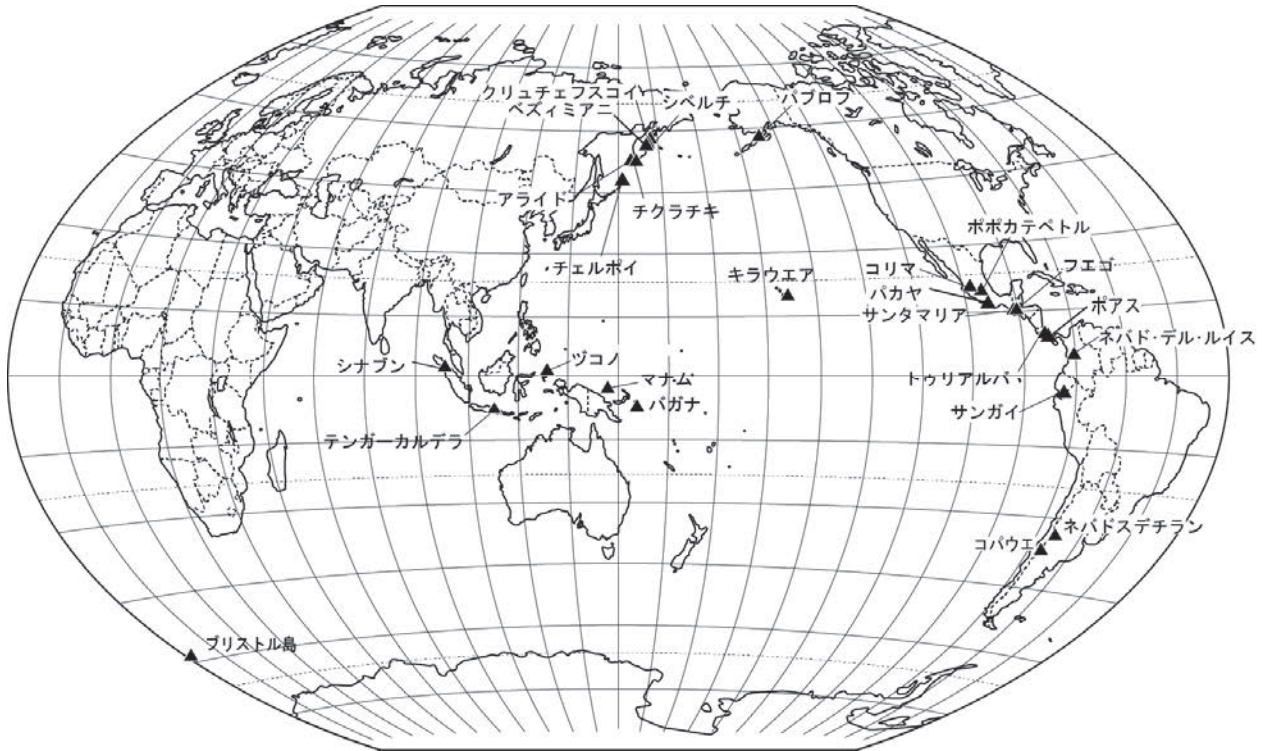 クリュチェフスコイ
ベズィミアニ
シベルチ
パブロフ
アライド
チクラチキ
チェルポイ
キラウエア
ポポカテペトル
コリマ
フエゴ
パカヤ
サンタマリア
ポアス
ネバド・デル・ルイス
トゥリアルバ
サンガイ
シナブン
ヅコノ
マナム
バガナ
テンガーカルデラ
ネバドスデチラン
コパウエ
ブリストル島